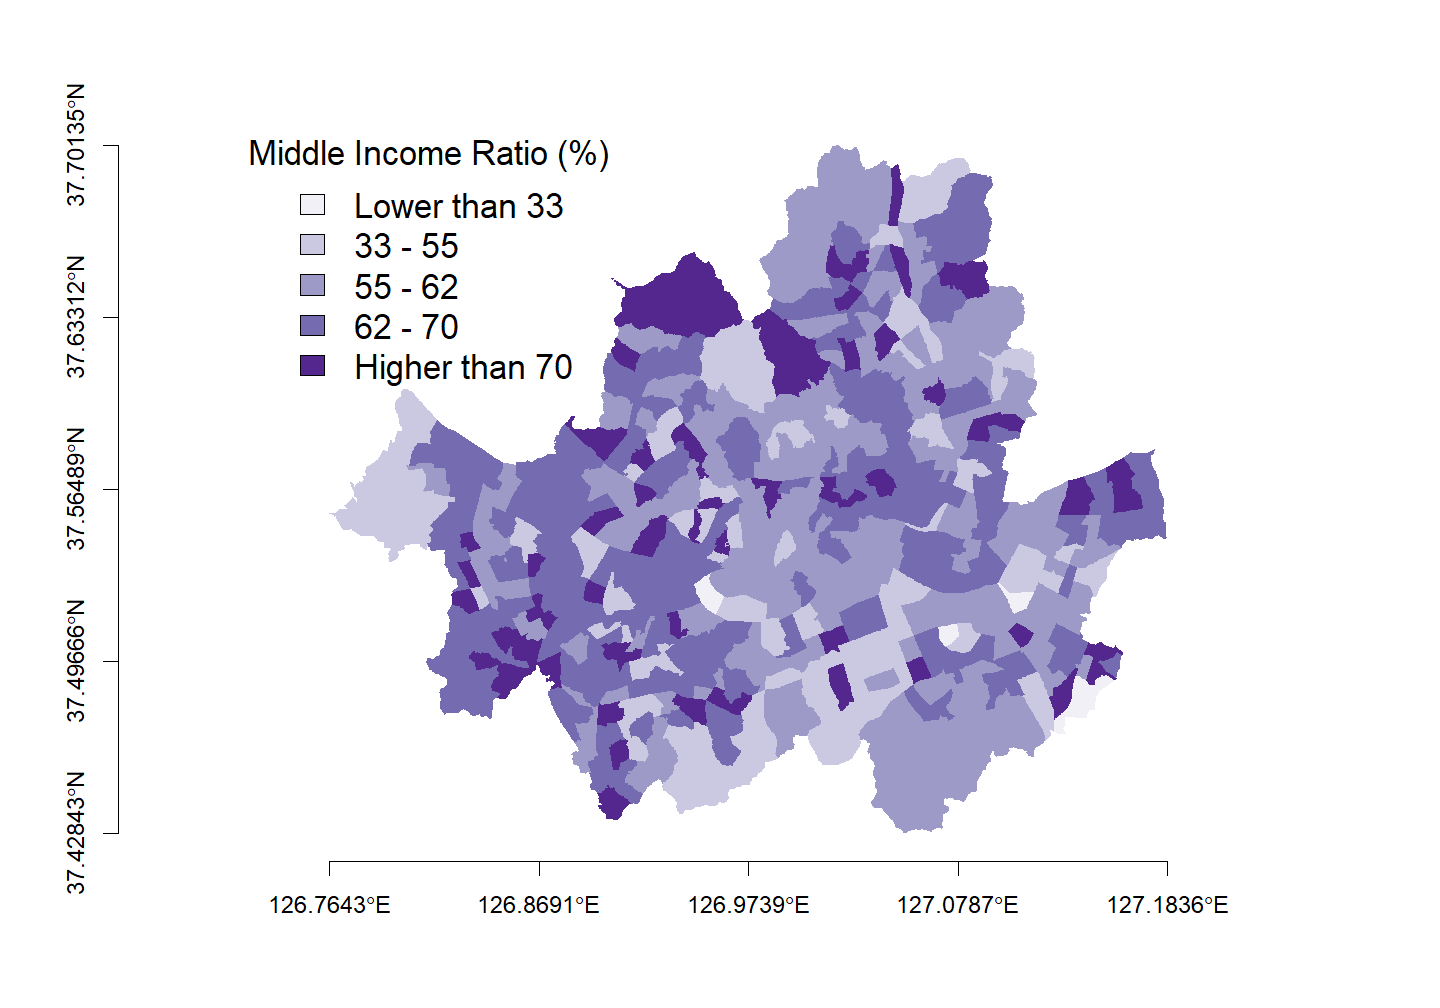 Middle Income Ratio (%)
Lower than 33
33 - 55
55 - 62
62 - 70
Higher than 70
37.70135°N
37.63312°N
37.56489°N
37.49666°N
37.42843°N
126.7643°E
126.8691°E
126.9739°E
127.0787°E
127.1836°E